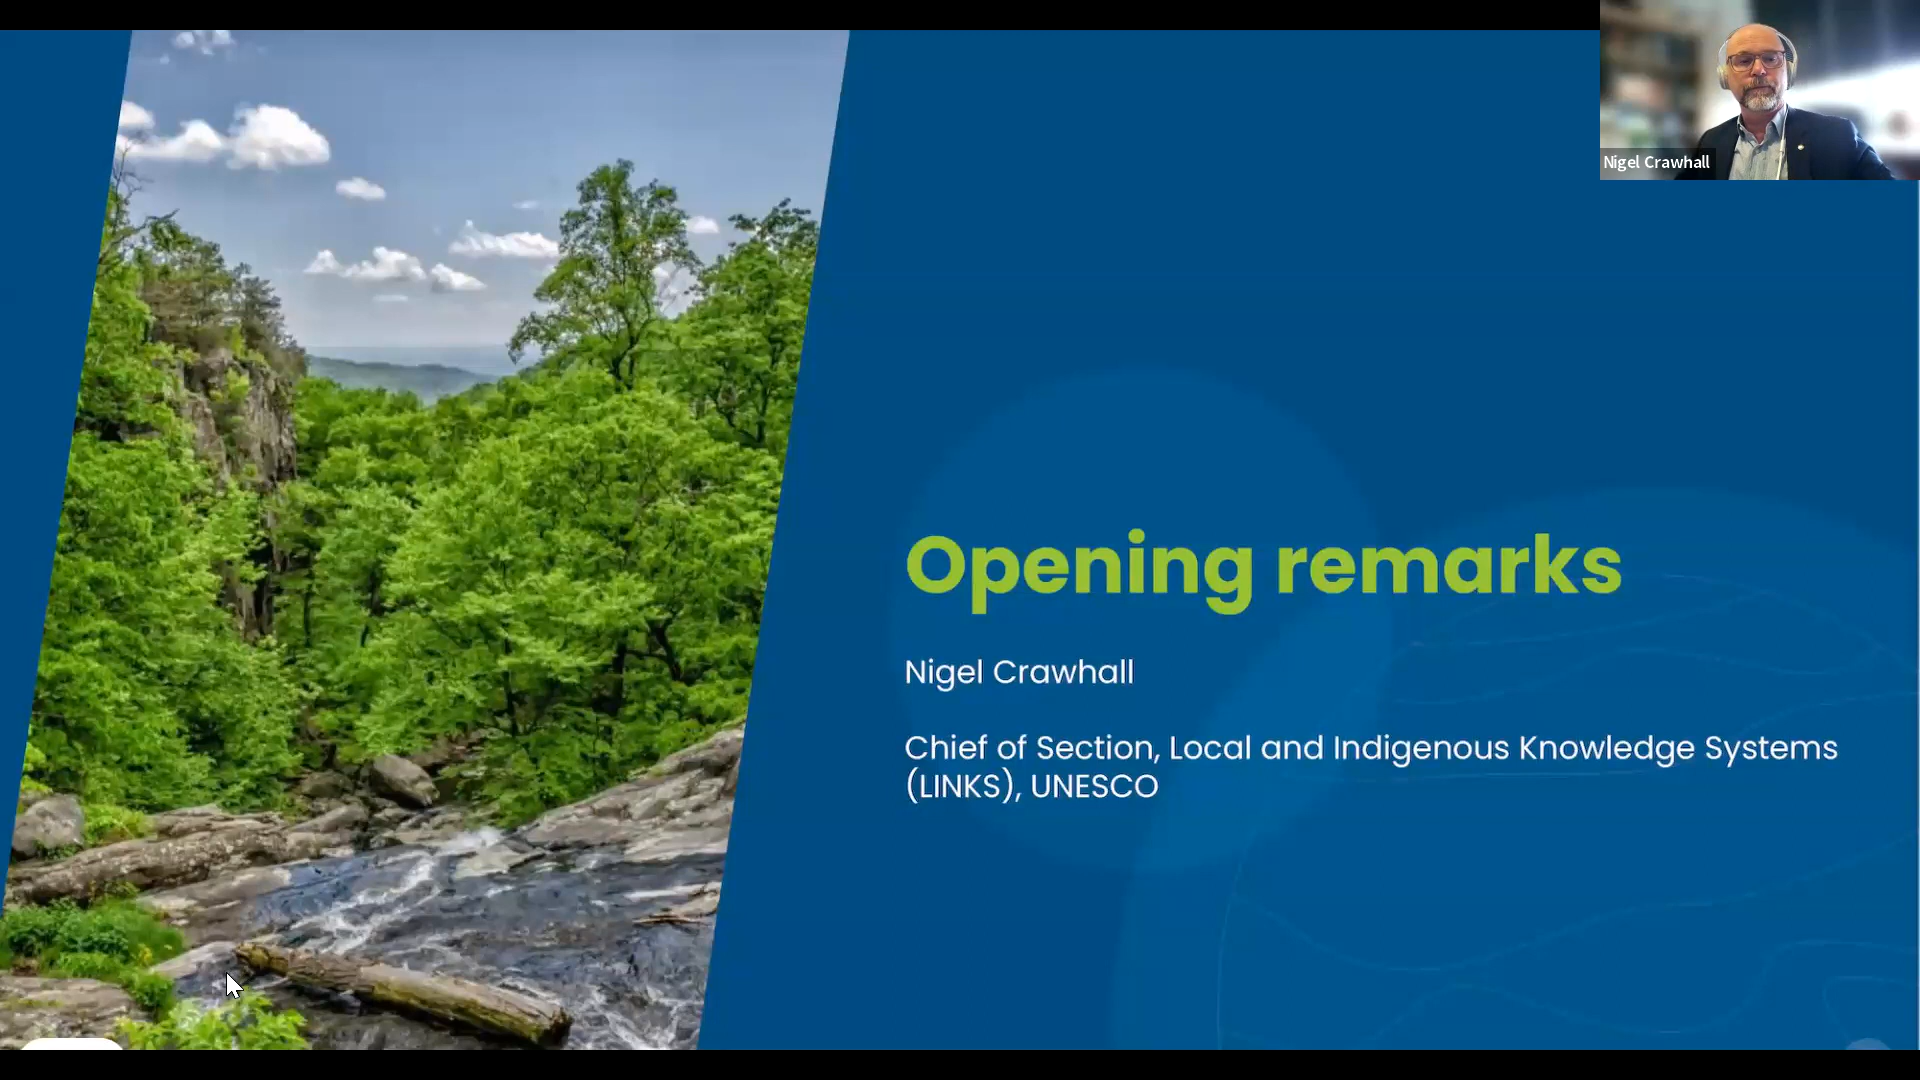 Nigel Crawhall
Opening remarks
Nigel Crawhall
Chief of Section, Local and Indigenous Knowledge Systems
(LINKS), UNESCO